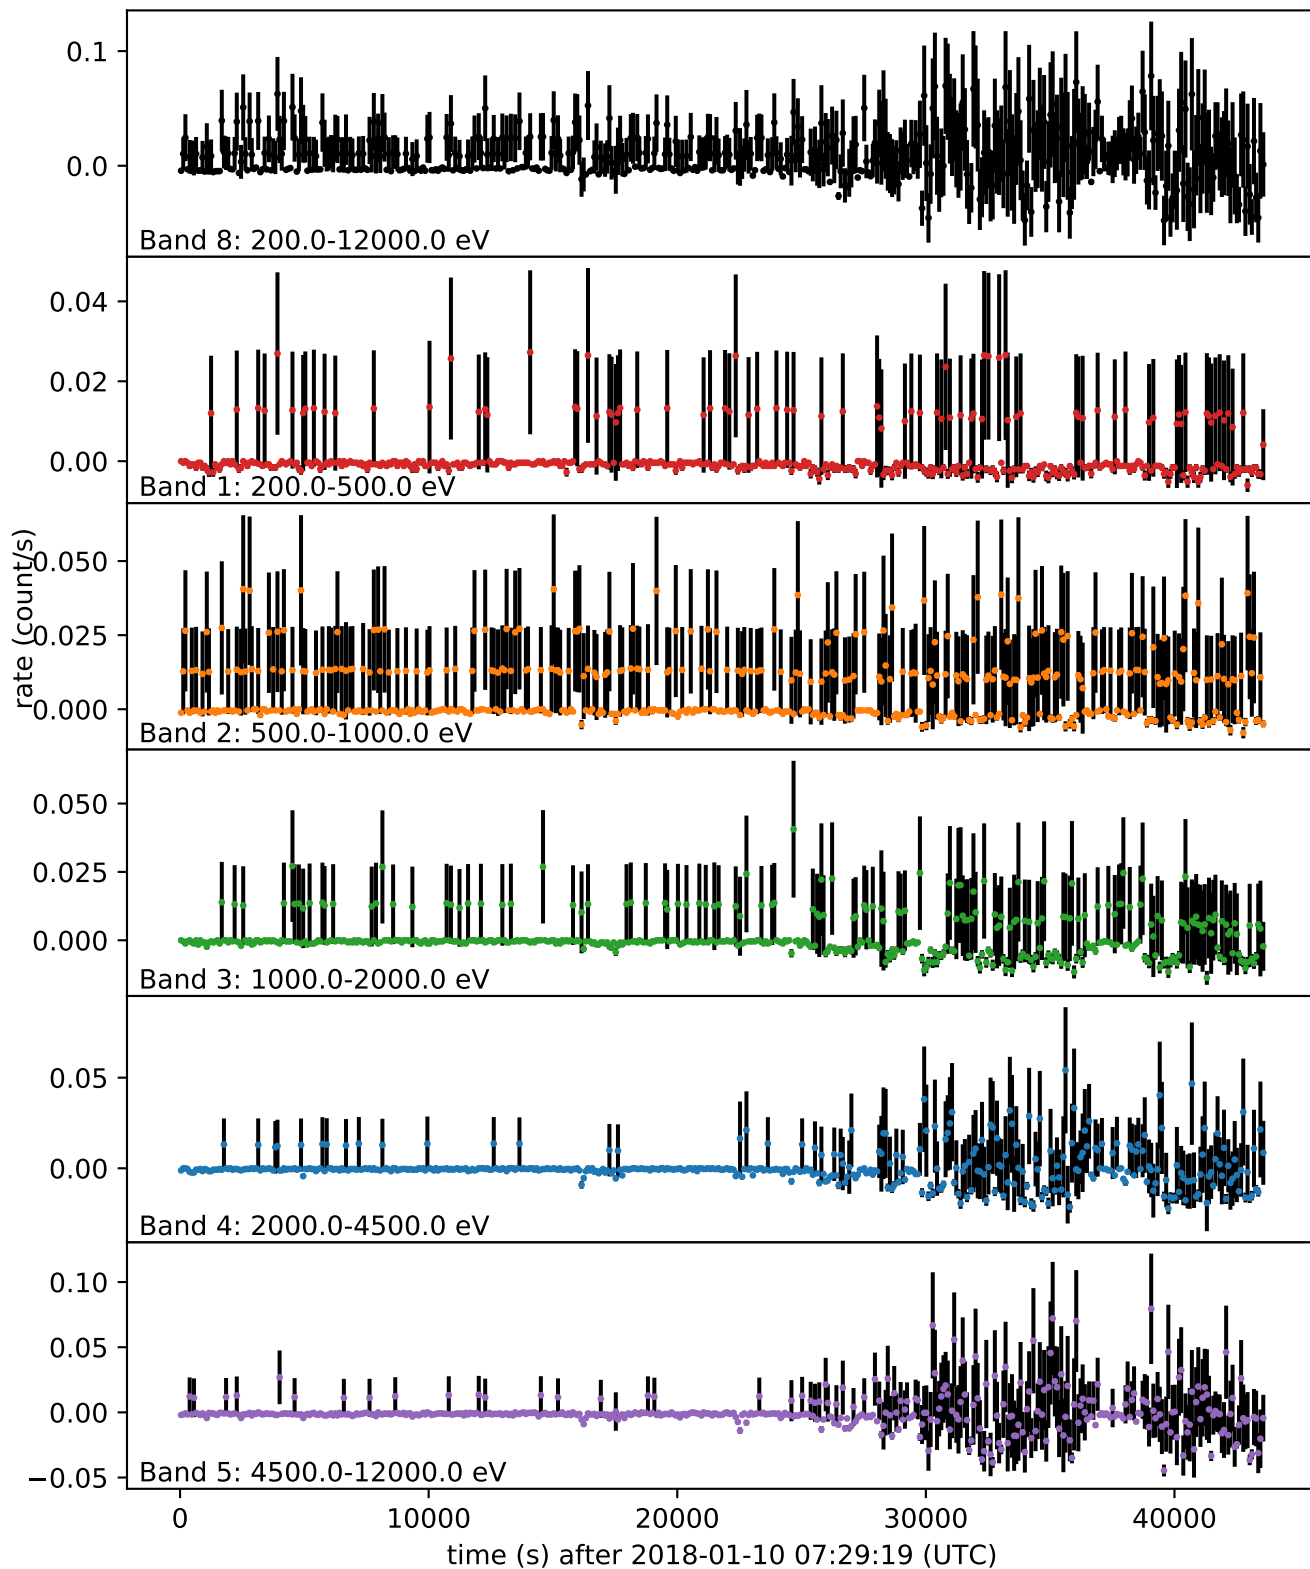 0.1
0.0
Band 8: 200.0-12000.0 eV
0.04
0.02
0.00
Band 1: 200.0-500.0 eV
rate (count/s)
0.050
0.025
0.000
Band 2: 500.0-1000.0 eV
0.050
0.025
0.000
Band 3: 1000.0-2000.0 eV
0.05
0.00
Band 4: 2000.0-4500.0 eV
0.10
0.05
0.00
−0.05
Band 5: 4500.0-12000.0 eV
0 10000 20000 30000 40000
time (s) after 2018-01-10 07:29:19 (UTC)